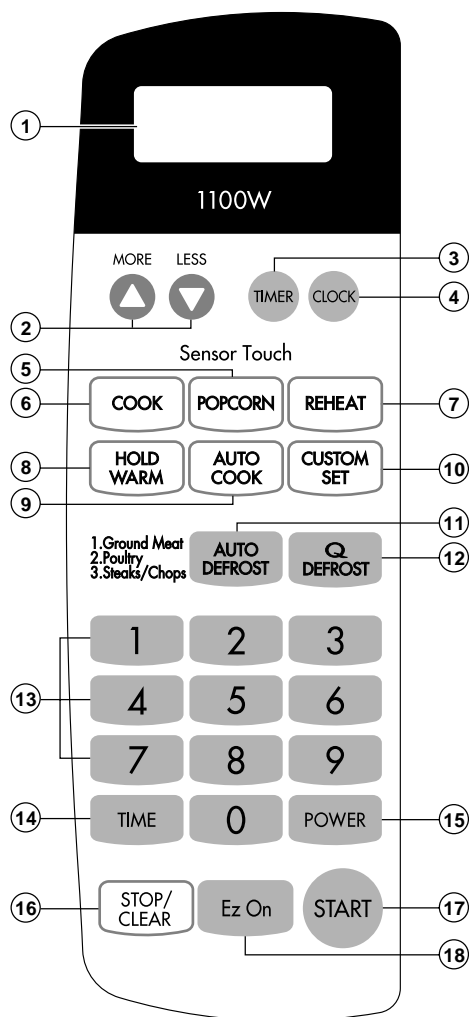 1
1100W
MORE LESS
3
TIMER CLOCK
4
2
Sensor Touch
5
6 COOK POPCORN REHEAT 7
8 HOLD WARM AUTO COOK CUSTOM SET 10
9
11
1.Ground Meat
2.Poultry
3.Steaks/Chops
AUTO DEFROST Q DEFROST 12
1 2 3
13 4 5 6
7 8 9
14 TIME 0 POWER 15
16 STOP/ CLEAR Ez On START 17
18